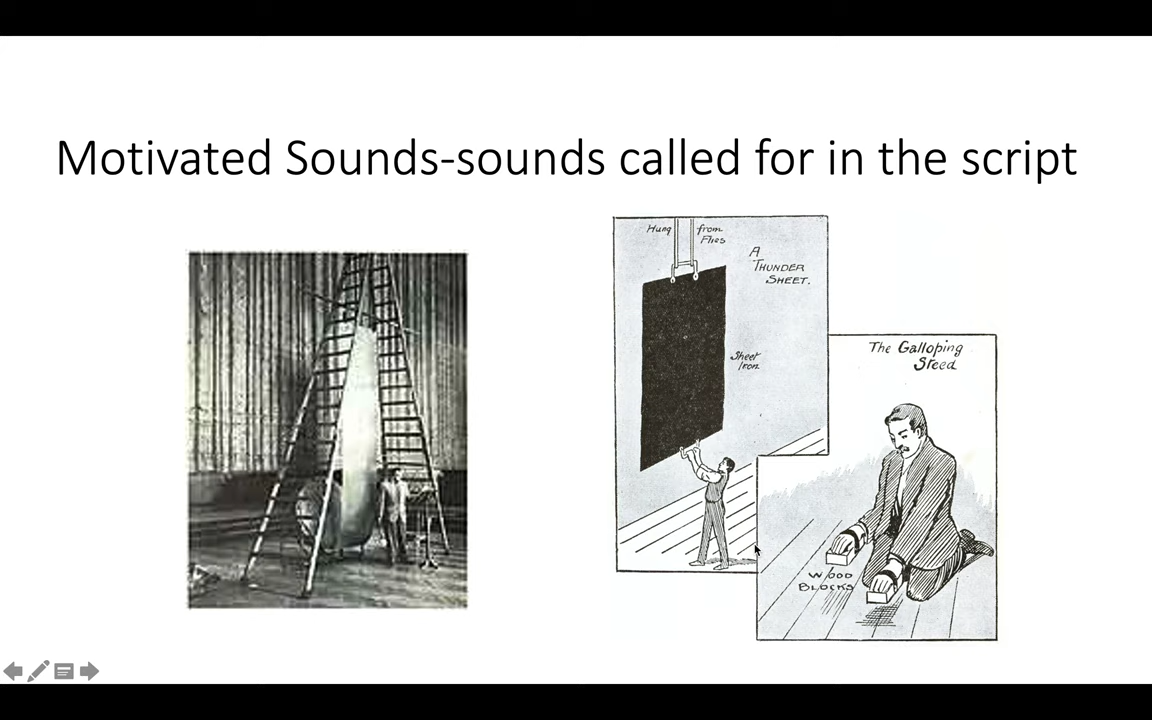 Motivated Sounds-sounds called for in the script
Hung from
Flies
A
THUNDER
SHEET.
Sheet
Iron.
The Galloping
Steed
WOOD
BLOCKS